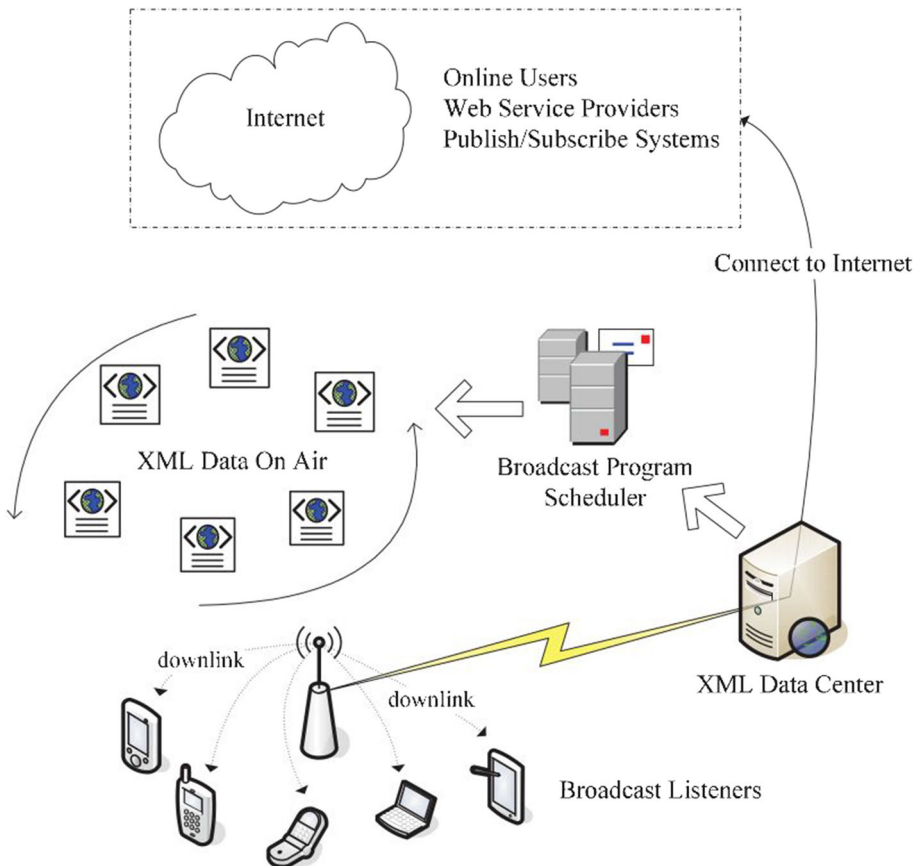 Internet
Online Users
Web Service Providers
Publish/Subscribe Systems
Connect to Internet
XML Data On Air
Broadcast Program
Scheduler
XML Data Center
downlink
downlink
Broadcast Listeners